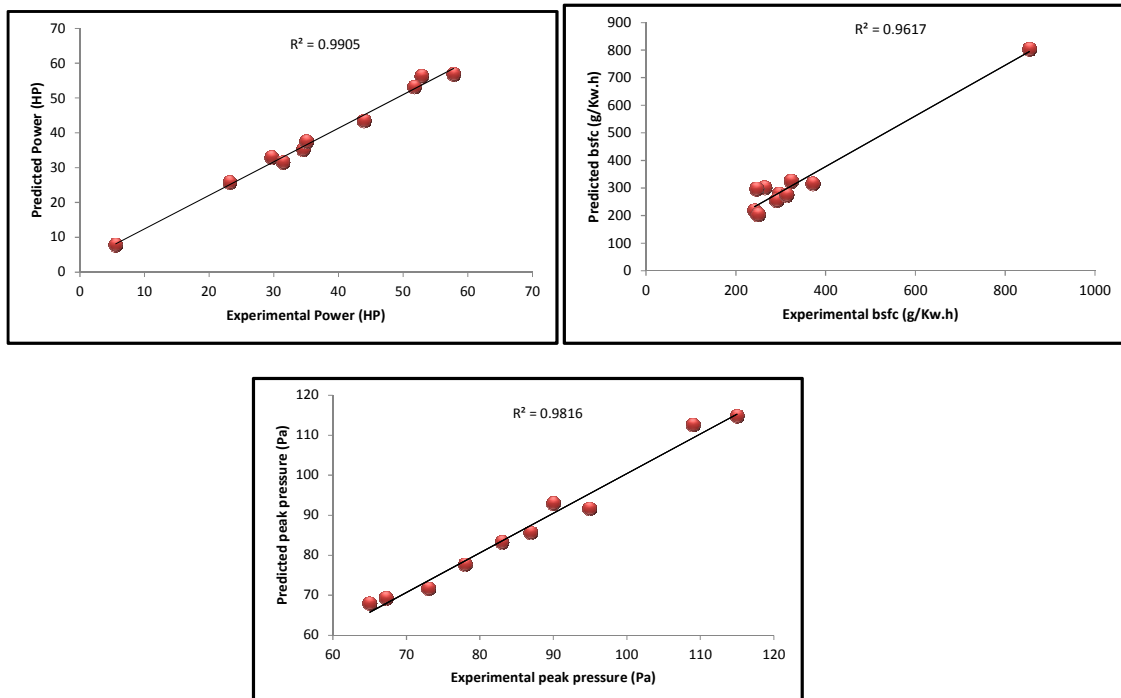 R² = 0.9905
70
60
50
40
30
20
10
0
Predicted Power (HP)
0 10 20 30 40 50 60 70
Experimental Power (HP)
R² = 0.9617
900
800
700
600
500
400
300
200
100
0
Predicted bsfc (g/Kw.h)
0 200 400 600 800 1000
Experimental bsfc (g/Kw.h)
R² = 0.9816
120
110
100
90
80
70
60
Predicted peak pressure (Pa)
60 70 80 90 100 110 120
Experimental peak pressure (Pa)